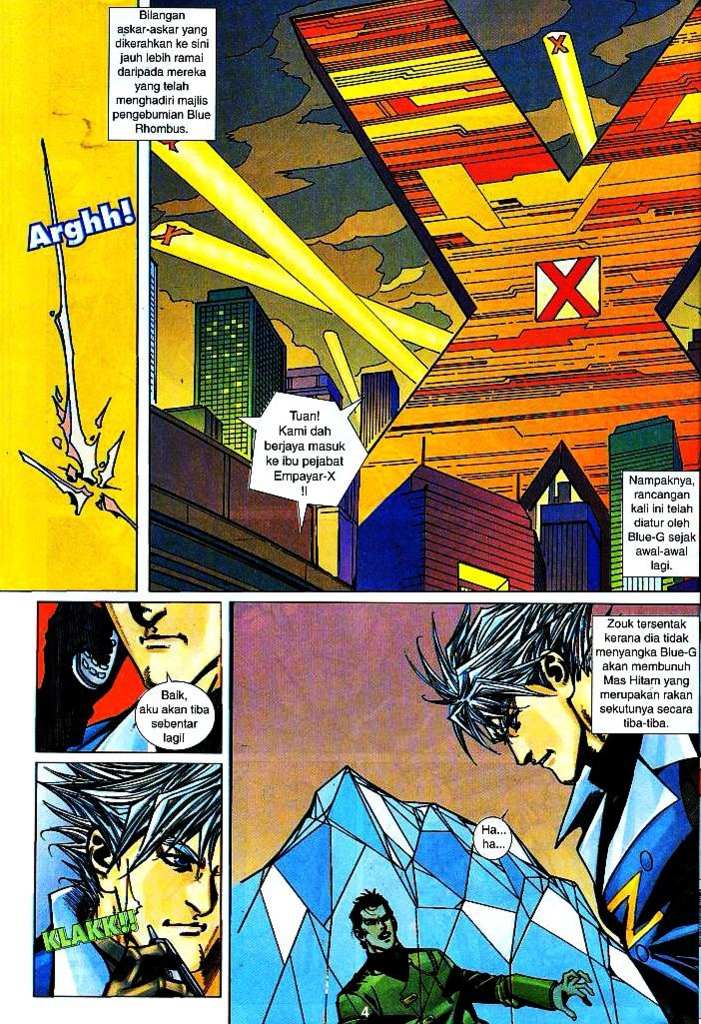 Bilangan
askar-askar yang
dikerahkan ke sini
jauh lebih ramai
daripada mereka
yang telah
menghadiri majlis
pengebumian Blue
Rhombus.
Arghh!
X
X
X
X
Tuan!
Kami dah
berjaya masuk
ke ibu pejabat
Empayar-X
!!
Nampaknya,
rancangan
kali ini telah
diatur oleh
Blue-G sejak
awal-awal
lagi.
Baik,
aku akan tiba
sebentar
lagi!
Zouk tersentak
kerana dia tidak
menyangka Blue-G
akan membunuh
Mas Hitam yang
merupakan rakan
sekutunya secara
tiba-tiba.
KLAKK!!
Ha...
ha...
4